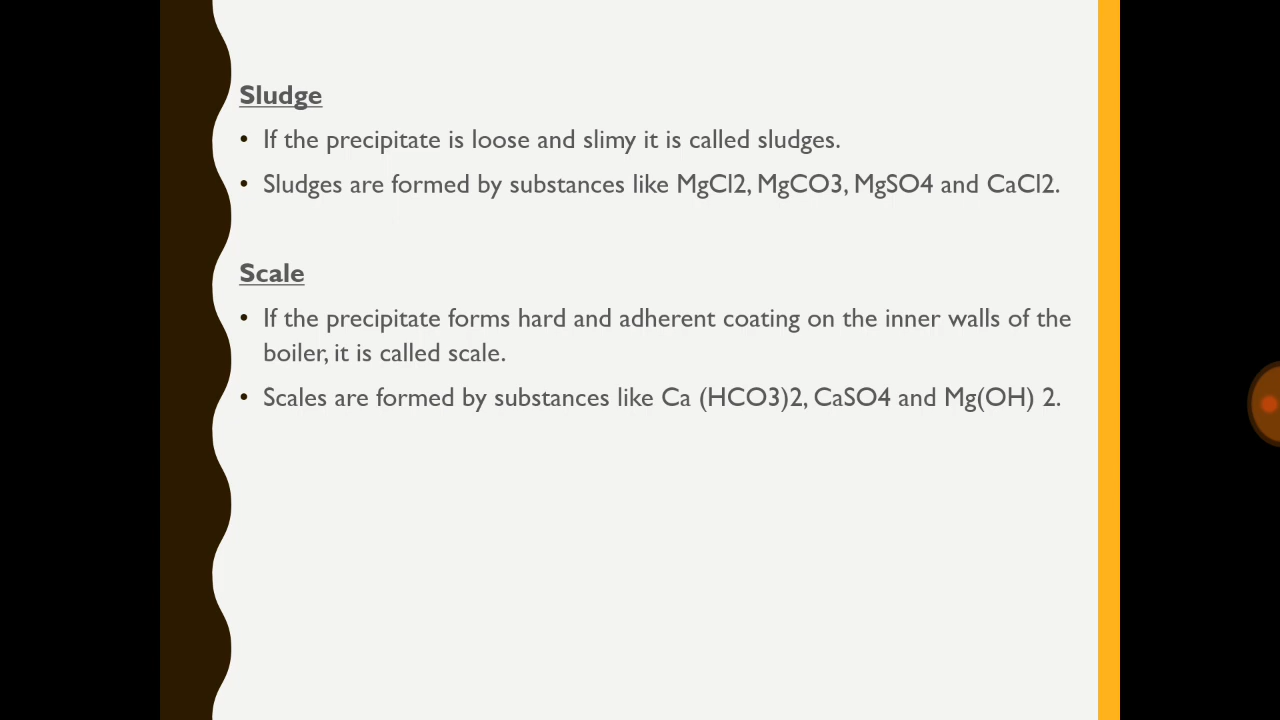 Sludge
• If the precipitate is loose and slimy it is called sludges.
• Sludges are formed by substances like MgCl2, MgCO3, MgSO4 and CaCl2.
Scale
• If the precipitate forms hard and adherent coating on the inner walls of the
boiler, it is called scale.
• Scales are formed by substances like Ca (HCO3)2, CaSO4 and Mg(OH) 2.